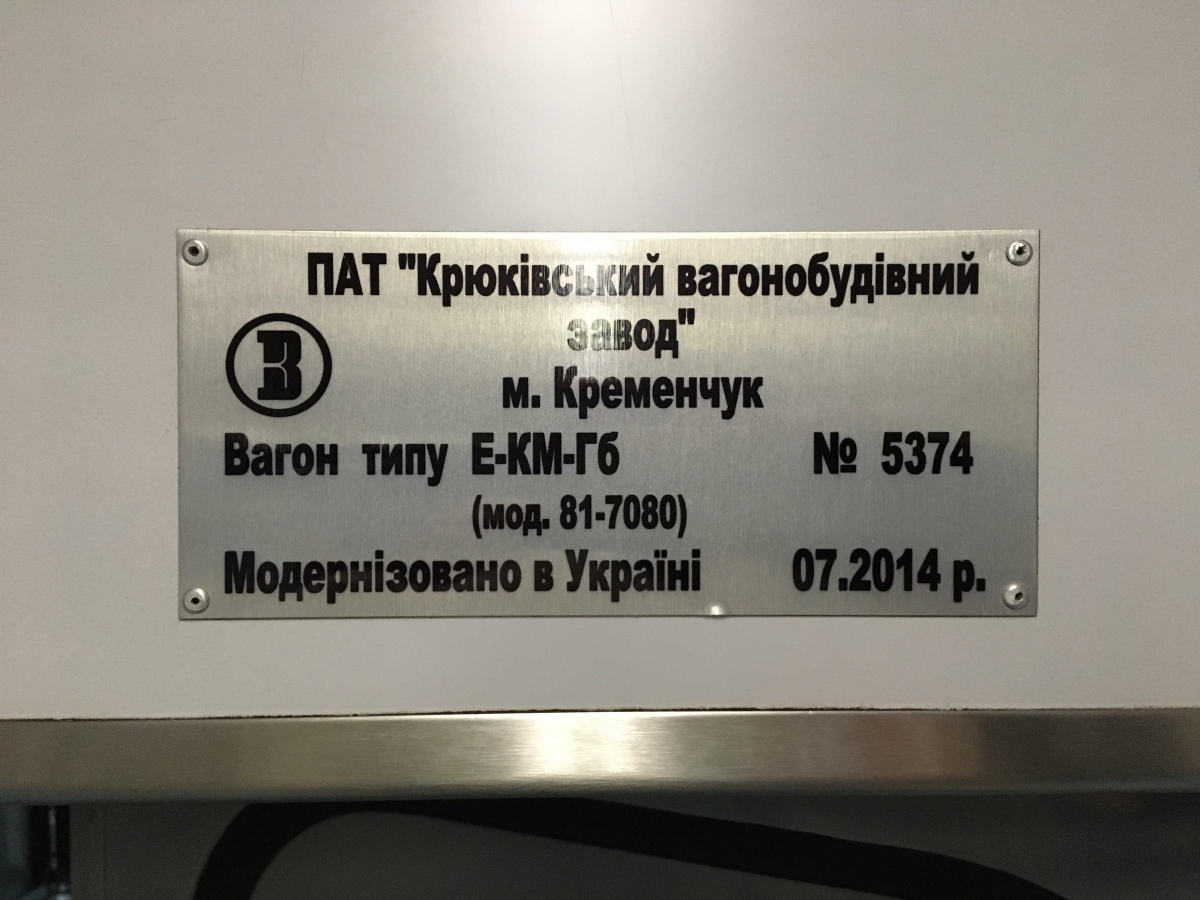 ПАТ "Крюківський вагонобудівний
завод"
м. Кременчук
В
Вагон типу Е-КМ-Гб № 5374
(мод. 81-7080)
Модернізовано в Україні 07.2014 р.